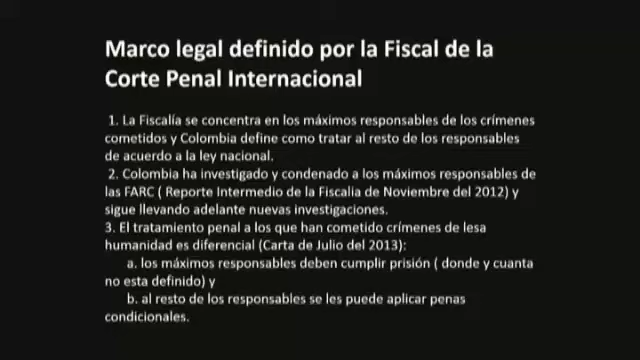 Marco legal definido por la Fiscal de la
Corte Penal Internacional
1. La Fiscalía se concentra en los máximos responsables de los crímenes
cometidos y Colombia define como tratar al resto de los responsables
de acuerdo a la ley nacional.
2. Colombia ha investigado y condenado a los máximos responsables de
las FARC ( Reporte Intermedio de la Fiscalia de Noviembre del 2012) y
sigue llevando adelante nuevas investigaciones.
3. El tratamiento penal a los que han cometido crímenes de lesa
humanidad es diferencial (Carta de Julio del 2013):
a. los máximos responsables deben cumplir prisión ( donde y cuanta
no esta definido) y
b. al resto de los responsables se les puede aplicar penas
condicionales.